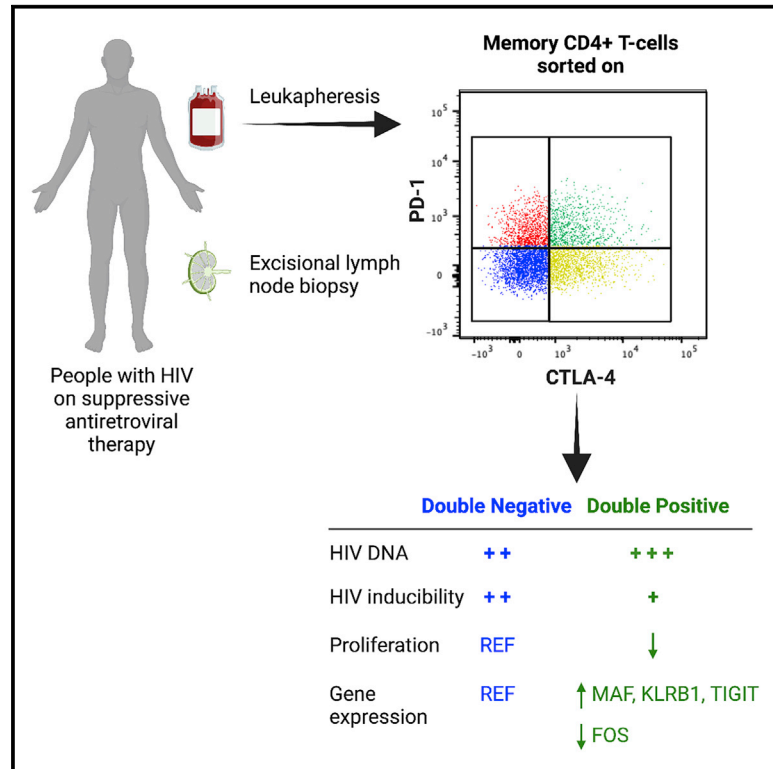 Memory CD4+ T-cells
sorted on
Leukapheresis
Excisional lymph
node biopsy
People with HIV
on suppressive
antiretroviral
therapy
PD-1
10⁵
10⁴
10³
0
-10³
-10³ 0 10³ 10⁴ 10⁵
CTLA-4
Double Negative Double Positive
HIV DNA ++ +++
HIV inducibility ++ +
Proliferation REF ↓
Gene
expression REF ↑ MAF, KLRB1, TIGIT
↓ FOS